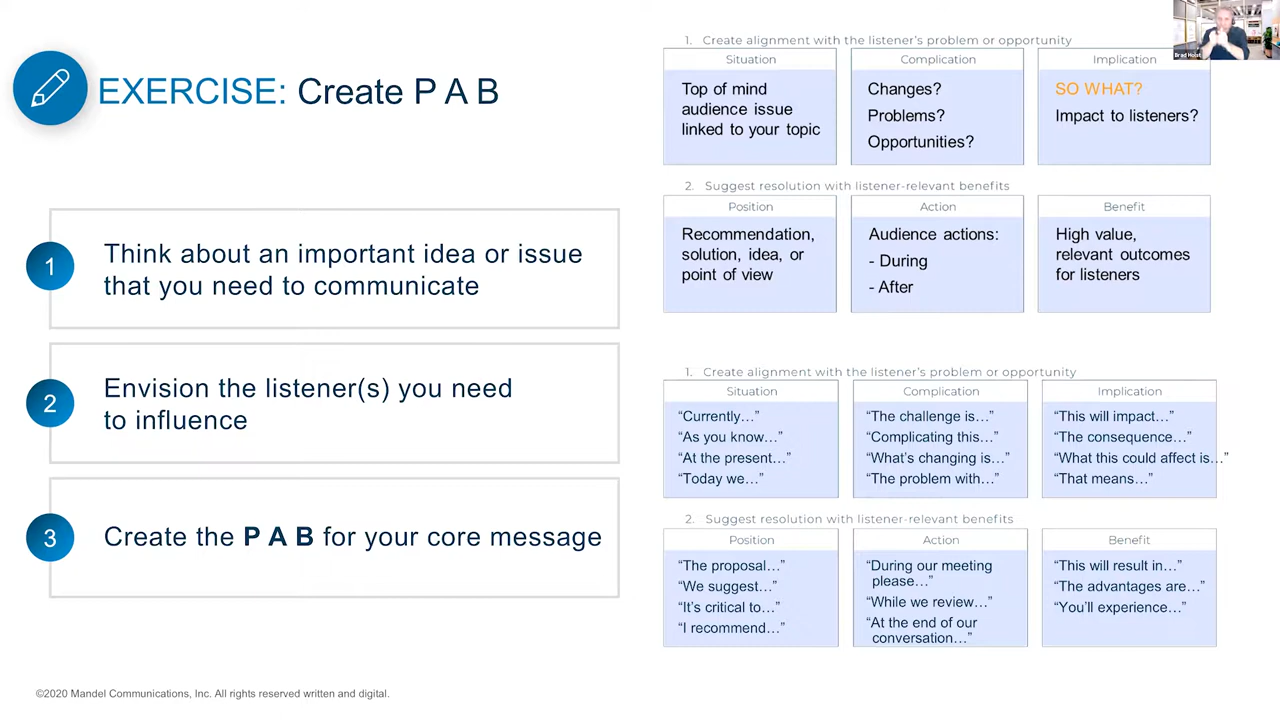 EXERCISE: Create P A B
1
Think about an important idea or issue
that you need to communicate
2
Envision the listener(s) you need
to influence
3
Create the P A B for your core message
1. Create alignment with the listener's problem or opportunity
Situation
Top of mind
audience issue
linked to your topic
Complication
Changes?
Problems?
Opportunities?
Implication
SO WHAT?
Impact to listeners?
2. Suggest resolution with listener-relevant benefits
Position
Recommendation,
solution, idea, or
point of view
Action
Audience actions:
- During
- After
Benefit
High value,
relevant outcomes
for listeners
1. Create alignment with the listener's problem or opportunity
Situation
“Currently…”
“As you know…”
“At the present…”
“Today we…”
Complication
“The challenge is…”
“Complicating this…”
“What's changing is…”
“The problem with…”
Implication
“This will impact…”
“The consequence…”
“What this could affect is…”
“That means…”
2. Suggest resolution with listener-relevant benefits
Position
“The proposal…”
“We suggest…”
“It's critical to…”
“I recommend…”
Action
“During our meeting
please…”
“While we review…”
“At the end of our
conversation…”
Benefit
“This will result in…”
“The advantages are…”
“You'll experience…”
©2020 Mandel Communications, Inc. All rights reserved written and digital.
Brad Holst